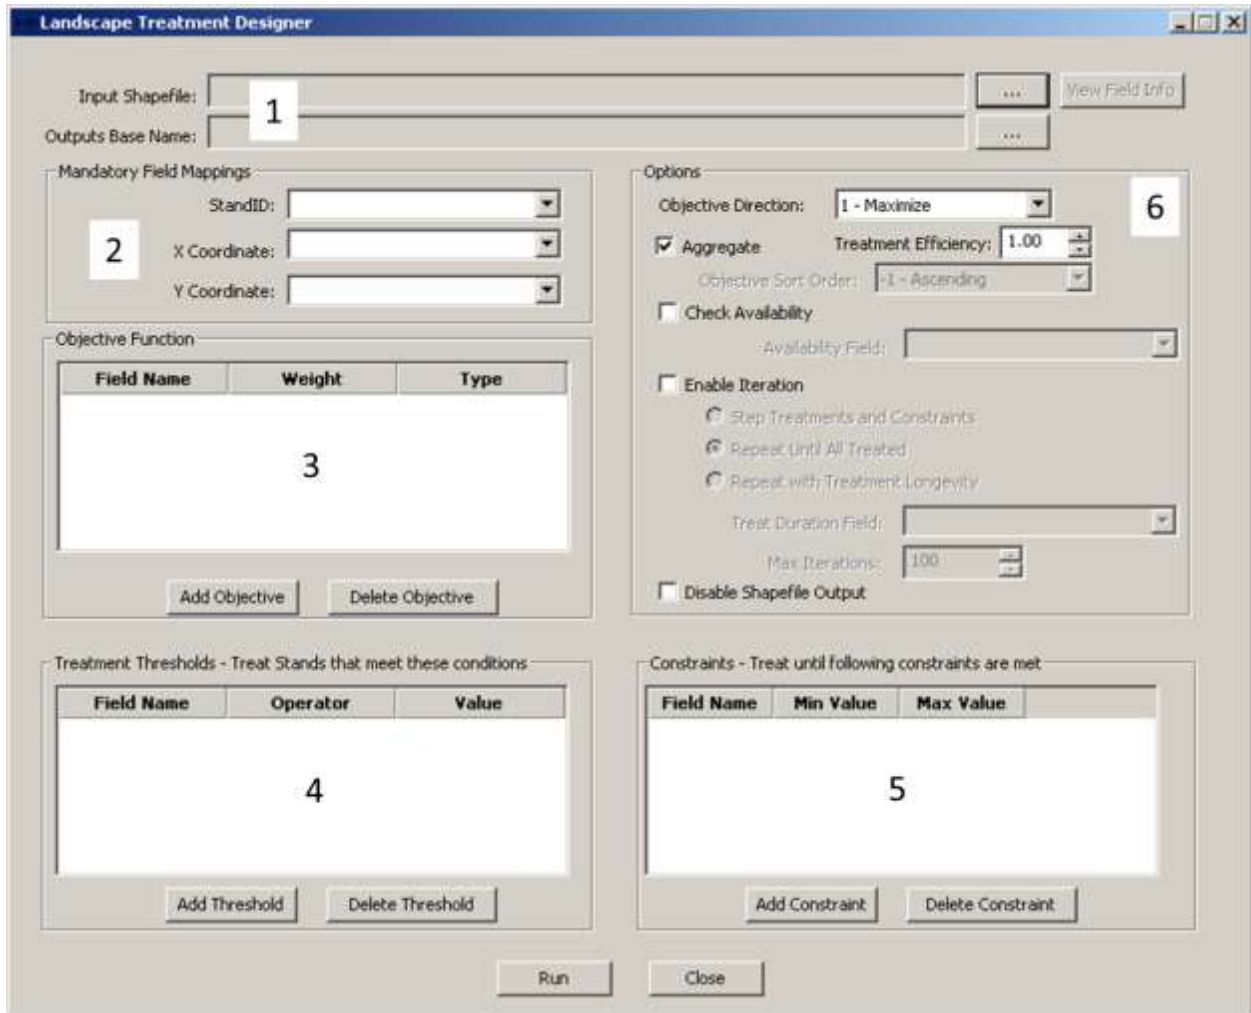 Landscape Treatment Designer
Input Shapefile:
1
...
View Field Info
Outputs Base Name:
...
Mandatory Field Mappings
StandID:
2
X Coordinate:
Y Coordinate:
Objective Function
Field Name Weight Type
3
Add Objective Delete Objective
Options
Objective Direction: 1 - Maximize
6
Aggregate Treatment Efficiency: 1.00
Objective Sort Order: -1 - Ascending
Check Availability
Availablity Field:
Enable Iteration
Step Treatments and Constraints
Repeat Until All Treated
Repeat with Treatment Longevity
Treat Duration Field:
Max Iterations: 100
Disable Shapefile Output
Treatment Thresholds - Treat Stands that meet these conditions
Field Name Operator Value
4
Add Threshold Delete Threshold
Constraints - Treat until following constraints are met
Field Name Min Value Max Value
5
Add Constraint Delete Constraint
Run Close